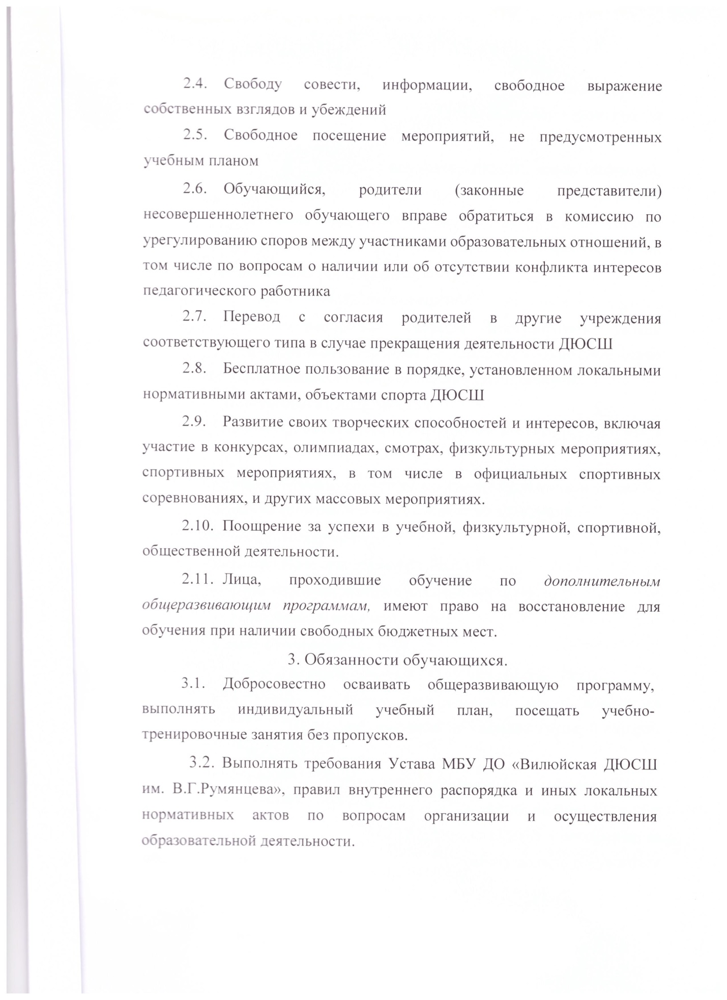 2.4. Свободу совести, информации, свободное выражение
собственных взглядов и убеждений
2.5. Свободное посещение мероприятий, не предусмотренных
учебным планом
2.6. Обучающийся, родители (законные представители)
несовершеннолетнего обучающего вправе обратиться в комиссию по
урегулированию споров между участниками образовательных отношений, в
том числе по вопросам о наличии или об отсутствии конфликта интересов
педагогического работника
2.7. Перевод с согласия родителей в другие учреждения
соответствующего типа в случае прекращения деятельности ДЮСШ
2.8. Бесплатное пользование в порядке, установленном локальными
нормативными актами, объектами спорта ДЮСШ
2.9. Развитие своих творческих способностей и интересов, включая
участие в конкурсах, олимпиадах, смотрах, физкультурных мероприятиях,
спортивных мероприятиях, в том числе в официальных спортивных
соревнованиях, и других массовых мероприятиях.
2.10. Поощрение за успехи в учебной, физкультурной, спортивной,
общественной деятельности.
2.11. Лица, проходившие обучение по дополнительным
общеразвивающим программам, имеют право на восстановление для
обучения при наличии свободных бюджетных мест.
3. Обязанности обучающихся.
3.1. Добросовестно осваивать общеразвивающую программу,
выполнять индивидуальный учебный план, посещать учебно-
тренировочные занятия без пропусков.
3.2. Выполнять требования Устава МБУ ДО «Вилюйская ДЮСШ
им. В.Г.Румянцева», правил внутреннего распорядка и иных локальных
нормативных актов по вопросам организации и осуществления
образовательной деятельности.